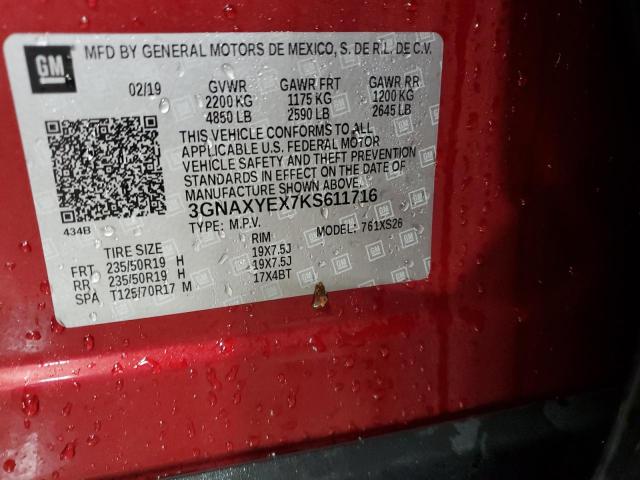 GM
MFD BY GENERAL MOTORS DE MEXICO, S. DE R.L. DE C.V.
02/19 GVWR GAWR FRT GAWR RR
2200 KG 1175 KG 1200 KG
4850 LB 2590 LB 2645 LB
THIS VEHICLE CONFORMS TO ALL
APPLICABLE U.S. FEDERAL MOTOR
VEHICLE SAFETY AND THEFT PREVENTION
STANDARDS IN EFFECT ON THE DATE OF
MANUFACTURE SHOWN ABOVE.
434B 3GNAXYEX7KS611716
TYPE: M.P.V. MODEL: 761XS26
TIRE SIZE RIM
FRT 235/50R19 H 19X7.5J
RR 235/50R19 H 19X7.5J
SPA T125/70R17 M 17X4BT